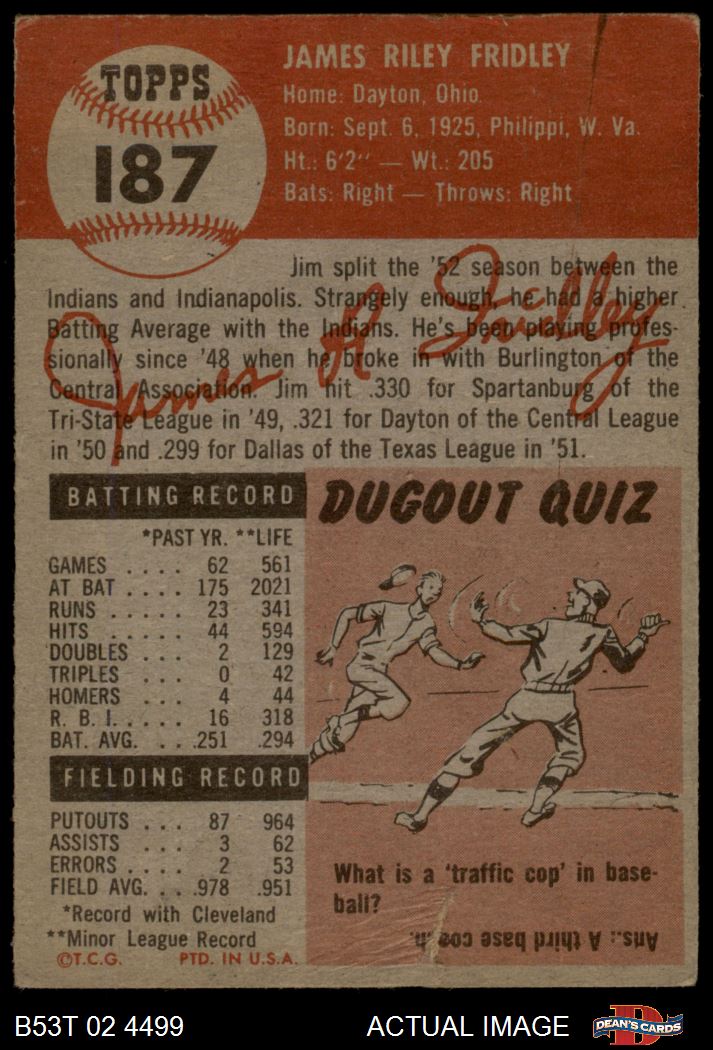 TOPPS
187
JAMES RILEY FRIDLEY
Home: Dayton, Ohio.
Born: Sept. 6, 1925, Philippi, W. Va.
Ht.: 6'2" — Wt.: 205
Bats: Right — Throws: Right
Jim split the '52 season between the
Indians and Indianapolis. Strangely enough, he had a higher
Batting Average with the Indians. He's been playing profes-
sionally since '48 when he broke in with Burlington of the
Central Association. Jim hit .330 for Spartanburg of the
Tri-State League in '49, .321 for Dayton of the Central League
in '50 and .299 for Dallas of the Texas League in '51.
James R Fridley
BATTING RECORD
*PAST YR. **LIFE
GAMES . . . . 62 561
AT BAT . . . . 175 2021
RUNS . . . . . 23 341
HITS . . . . . 44 594
DOUBLES . . . 2 129
TRIPLES . . . 0 42
HOMERS . . . 4 44
R. B. I. . . . . 16 318
BAT. AVG. . . .251 .294
FIELDING RECORD
PUTOUTS . . . 87 964
ASSISTS . . . 3 62
ERRORS . . . . 2 53
FIELD AVG. . . .978 .951
*Record with Cleveland
**Minor League Record
©T.C.G. PTD. IN U.S.A.
DUGOUT QUIZ
What is a 'traffic cop' in base-
ball?
Ans.: A third base coach.
B53T 02 4499
ACTUAL IMAGE
D
DEAN'S CARDS